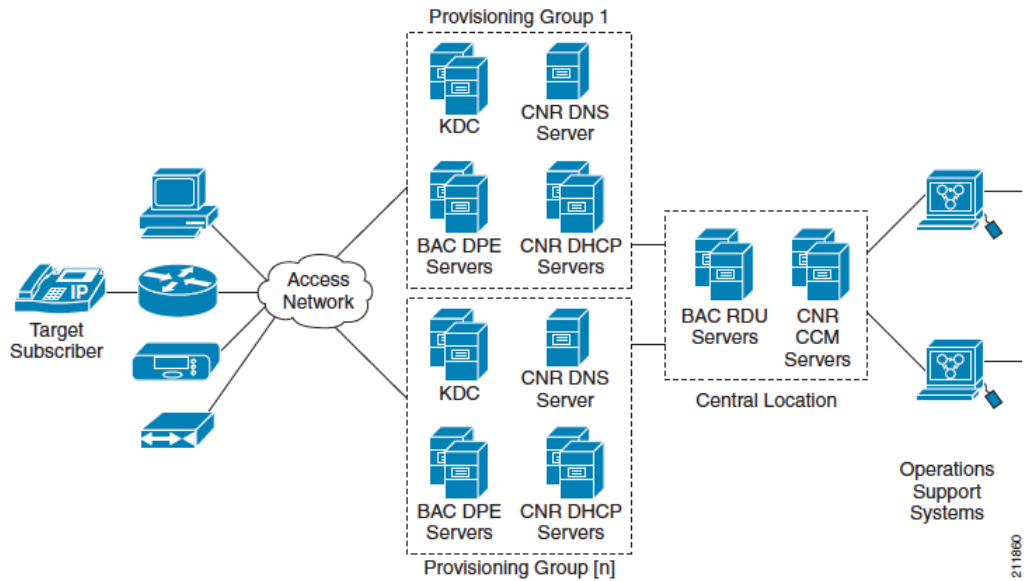 Provisioning Group 1
KDC
CNR DNS
Server
BAC DPE
Servers
CNR DHCP
Servers
IP
Target
Subscriber
Access
Network
KDC
CNR DNS
Server
BAC DPE
Servers
CNR DHCP
Servers
Provisioning Group [n]
BAC RDU
Servers
CNR
CCM
Servers
Central Location
Operations
Support
Systems
211860